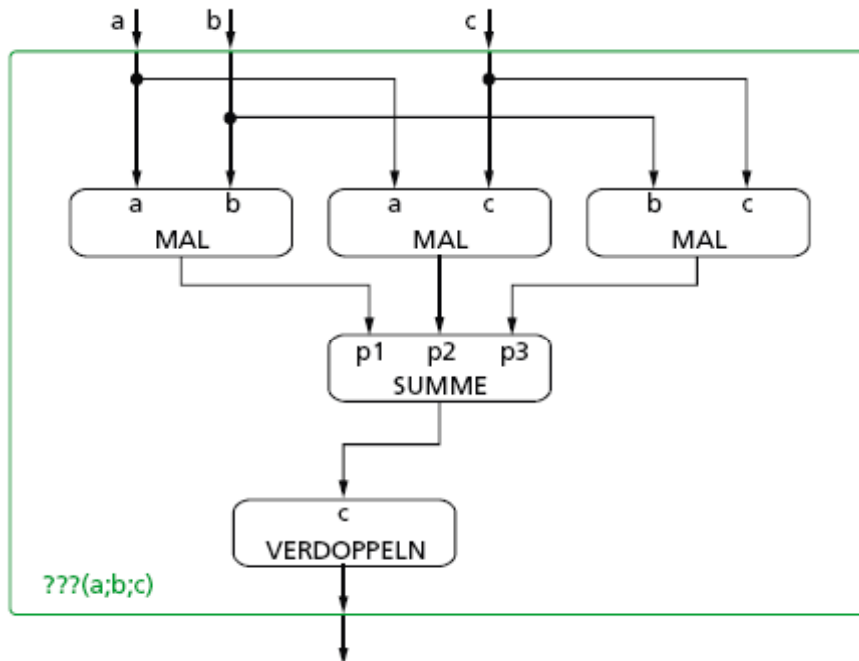 a b c
a b a c b c
MAL MAL MAL
p1 p2 p3
SUMME
c
VERDOPPELN
???(a;b;c)